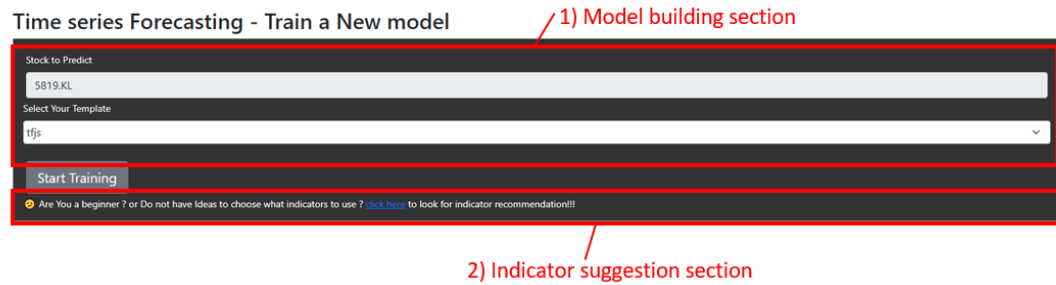 Time series Forecasting - Train a New model
1) Model building section
Stock to Predict
5819.KL
Select Your Template
tfjs
Start Training
Are You a beginner ? or Do not have Ideas to choose what indicators to use ? click here to look for indicator recommendation!!!
2) Indicator suggestion section